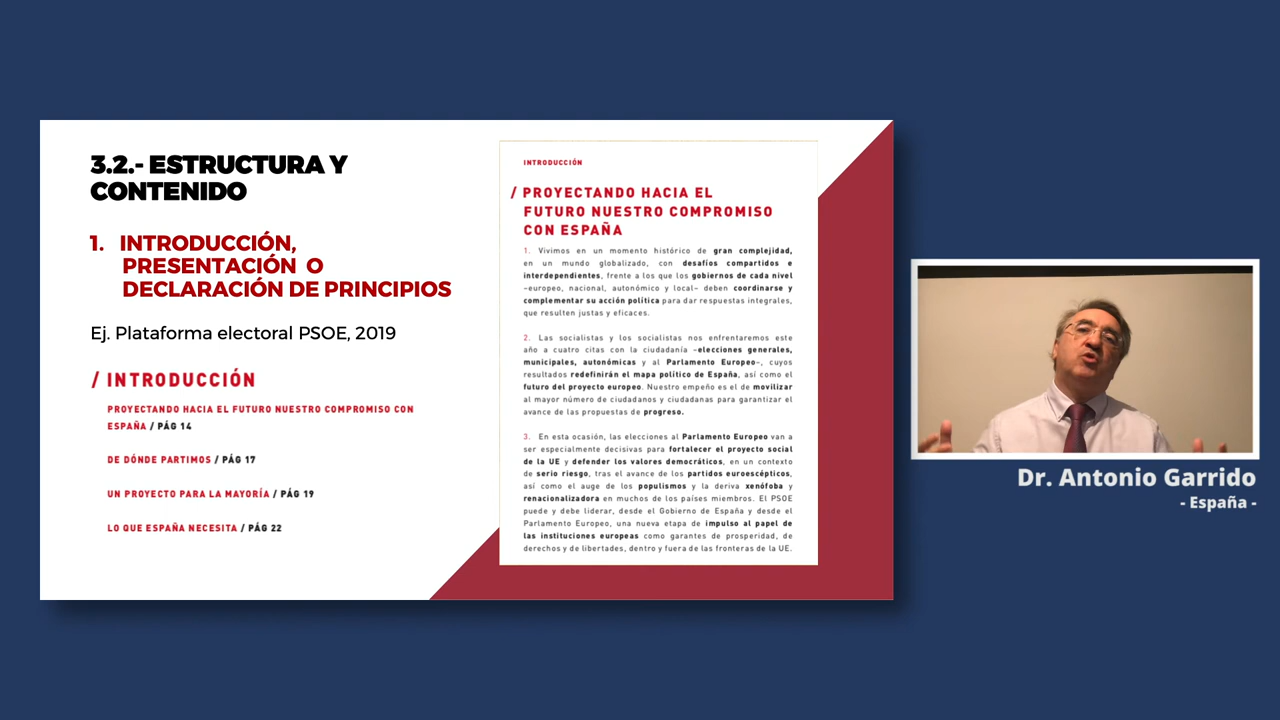 3.2.- ESTRUCTURA Y
CONTENIDO
1. INTRODUCCIÓN,
PRESENTACIÓN O
DECLARACIÓN DE PRINCIPIOS
Ej. Plataforma electoral PSOE, 2019
/ INTRODUCCIÓN
PROYECTANDO HACIA EL FUTURO NUESTRO COMPROMISO CON
ESPAÑA / PÁG 14
DE DÓNDE PARTIMOS / PÁG 17
UN PROYECTO PARA LA MAYORÍA / PÁG 19
LO QUE ESPAÑA NECESITA / PÁG 22
INTRODUCCIÓN
/ PROYECTANDO HACIA EL
FUTURO NUESTRO COMPROMISO
CON ESPAÑA
1. Vivimos en un momento histórico de gran complejidad,
en un mundo globalizado, con desafíos compartidos e
interdependientes, frente a los que los gobiernos de cada nivel
–europeo, nacional, autonómico y local– deben coordinarse y
complementar su acción política para dar respuestas integrales,
que resulten justas y eficaces.
2. Las socialistas y los socialistas nos enfrentaremos este
año a cuatro citas con la ciudadanía –elecciones generales,
municipales, autonómicas y al Parlamento Europeo–, cuyos
resultados redefinirán el mapa político de España, así como el
futuro del proyecto europeo. Nuestro empeño es el de movilizar
al mayor número de ciudadanos y ciudadanas para garantizar el
avance de las propuestas de progreso.
3. En esta ocasión, las elecciones al Parlamento Europeo van a
ser especialmente decisivas para fortalecer el proyecto social
de la UE y defender los valores democráticos, en un contexto
de serio riesgo, tras el avance de los partidos euroescépticos,
así como el auge de los populismos y la deriva xenófoba y
renacionalizadora en muchos de los países miembros. El PSOE
puede y debe liderar, desde el Gobierno de España y desde el
Parlamento Europeo, una nueva etapa de impulso al papel de
las instituciones europeas como garantes de prosperidad, de
derechos y de libertades, dentro y fuera de las fronteras de la UE.
Dr. Antonio Garrido
- España -